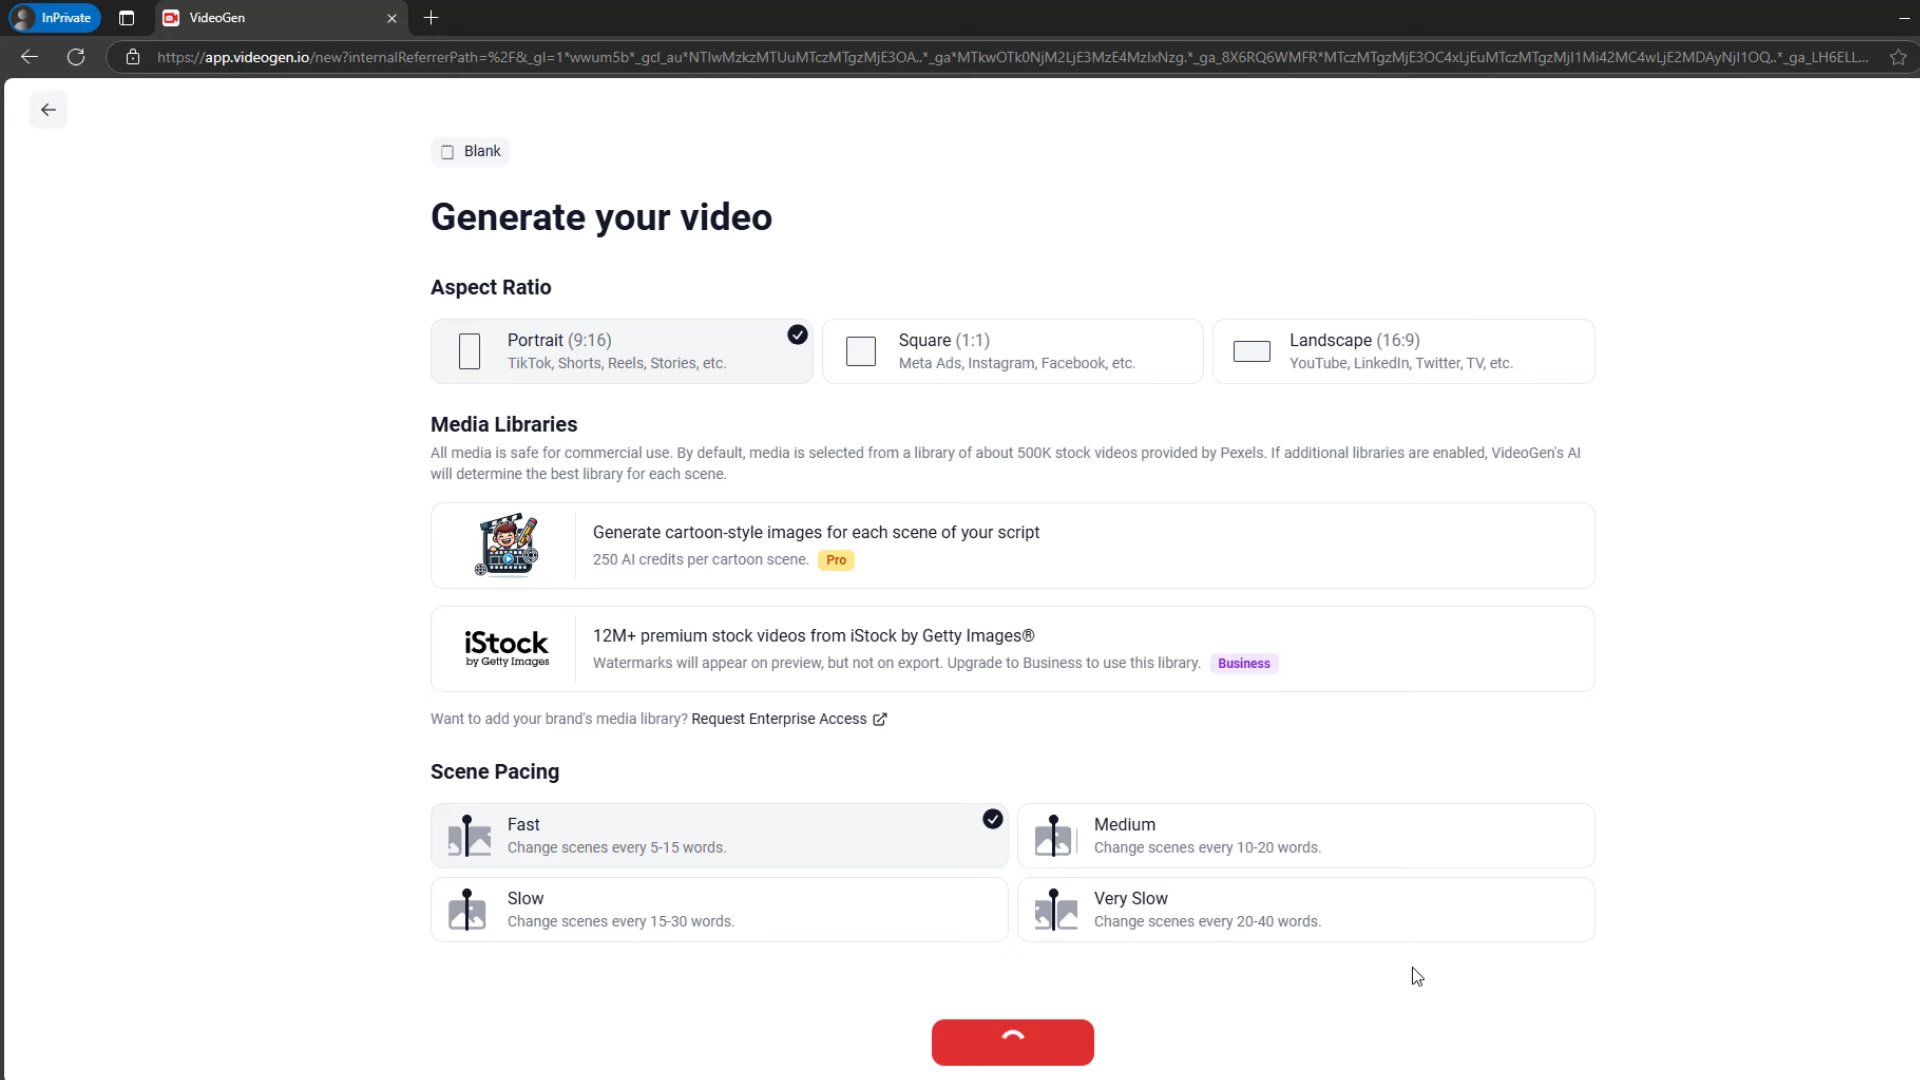 InPrivate
VideoGen
https://app.videogen.io/new?internalReferrerPath=%2F&_gl=1*wwum5b*_gcl_au*NTIwMzkzMTUuMTczMTgzMjE3OA..*_ga*MTkwOTk0NjM2LjE3MzE4MzIxNzg.*_ga_8X6RQ6WMFR*MTczMTgzMjE3OC4xLjEuMTczMTgzMjI1Mi42MC4wLjE2MDAyNjI1OQ..*_ga_LH6ELL...
Blank
Generate your video
Aspect Ratio
Portrait (9:16)
TikTok, Shorts, Reels, Stories, etc.
Square (1:1)
Meta Ads, Instagram, Facebook, etc.
Landscape (16:9)
YouTube, LinkedIn, Twitter, TV, etc.
Media Libraries
All media is safe for commercial use. By default, media is selected from a library of about 500K stock videos provided by Pexels. If additional libraries are enabled, VideoGen's AI
will determine the best library for each scene.
Generate cartoon-style images for each scene of your script
250 AI credits per cartoon scene. Pro
iStock
by Getty Images
12M+ premium stock videos from iStock by Getty Images®
Watermarks will appear on preview, but not on export. Upgrade to Business to use this library. Business
Want to add your brand's media library? Request Enterprise Access
Scene Pacing
Fast
Change scenes every 5-15 words.
Medium
Change scenes every 10-20 words.
Slow
Change scenes every 15-30 words.
Very Slow
Change scenes every 20-40 words.